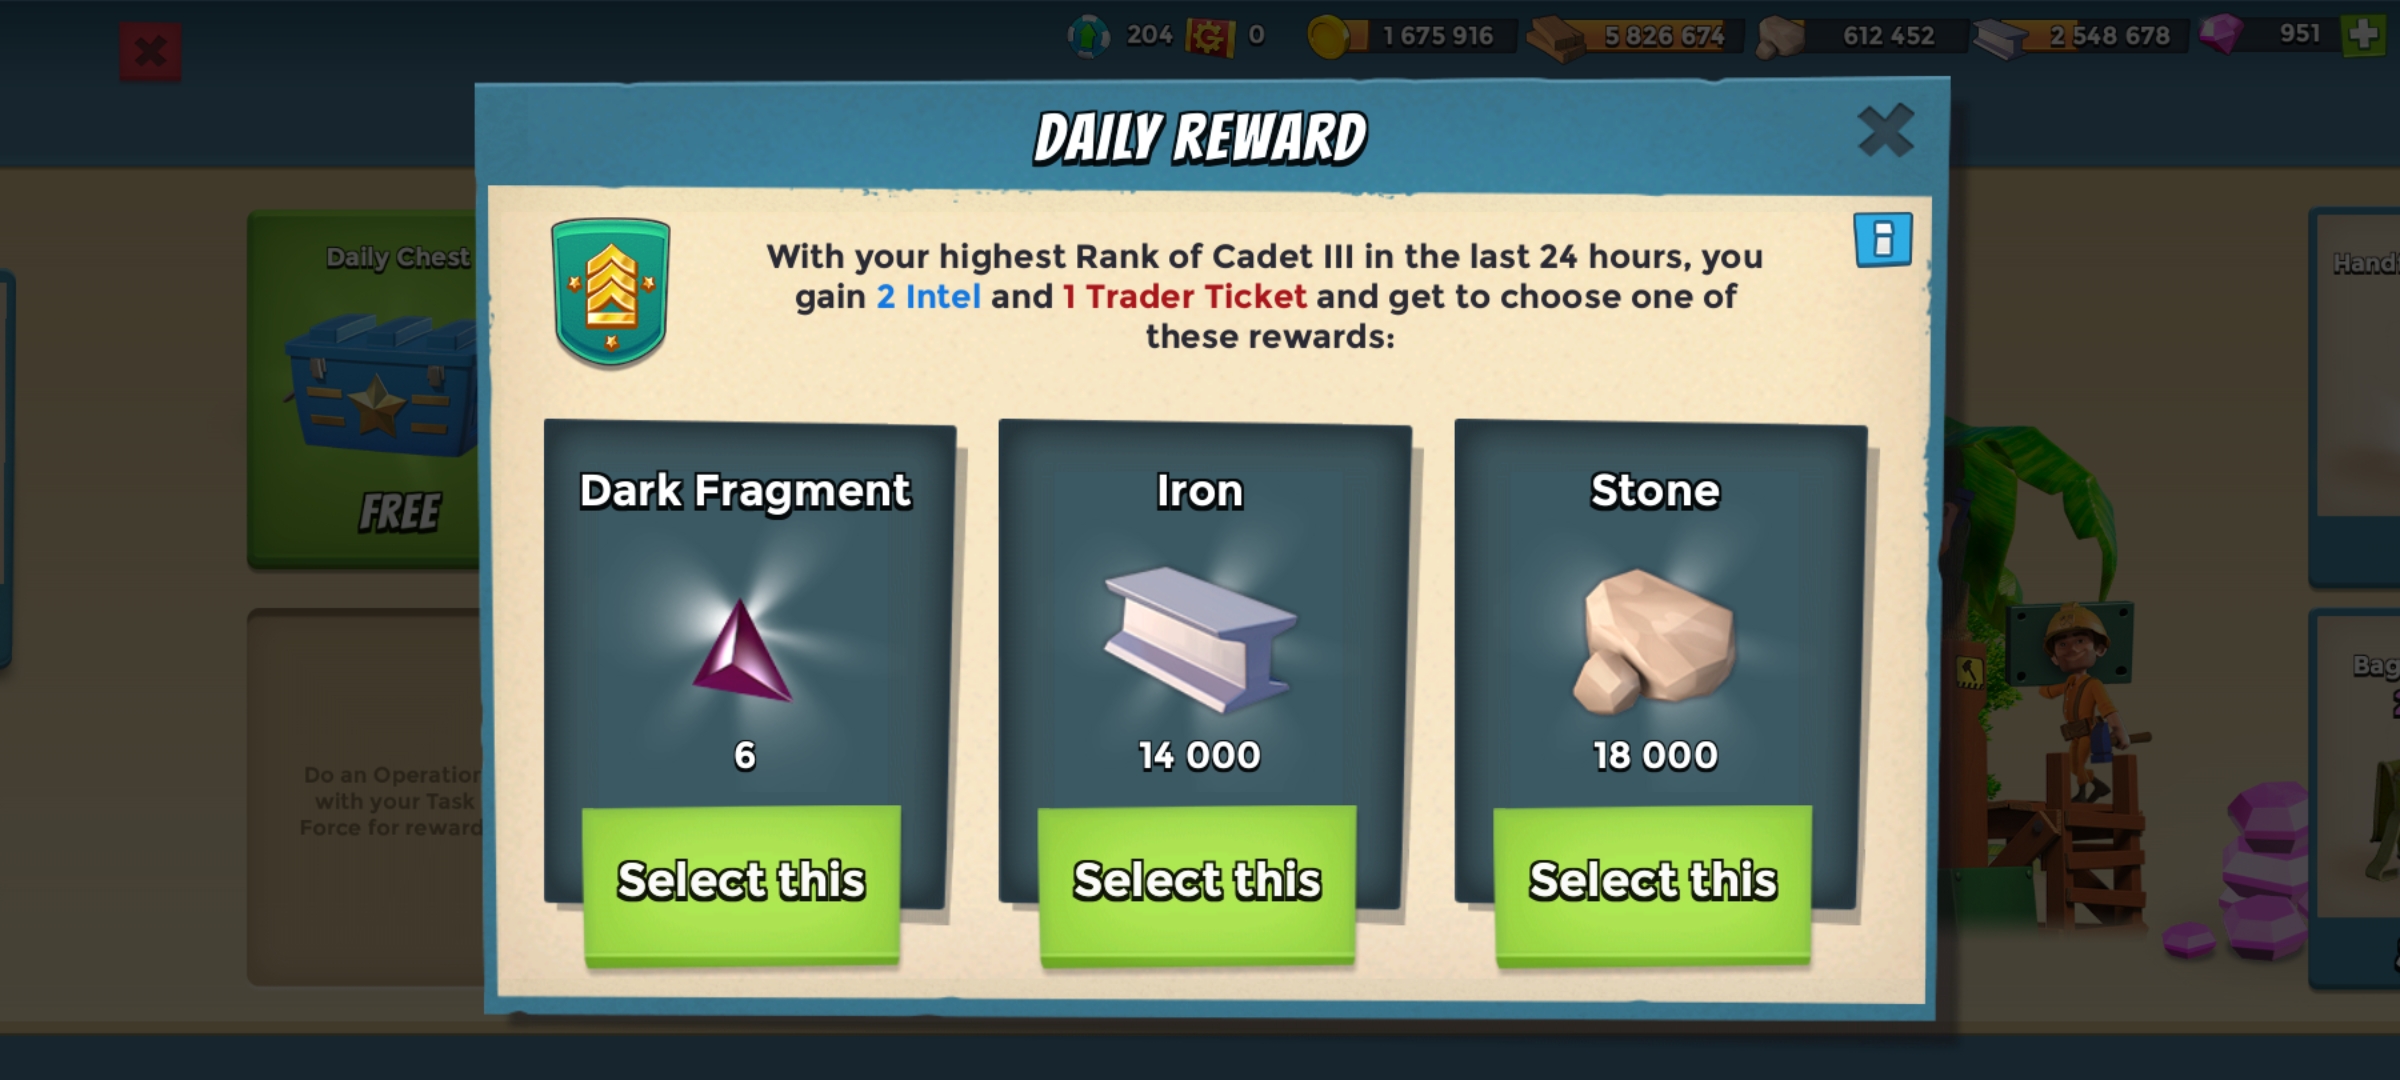 204 0 1 675 916 5 826 674 612 452 2 548 678 951
DAILY REWARD
With your highest Rank of Cadet III in the last 24 hours, you
gain 2 Intel and 1 Trader Ticket and get to choose one of
these rewards:
Daily Chest
FREE
Do an Operation
with your Task
Force for reward
Dark Fragment
6
Select this
Iron
14 000
Select this
Stone
18 000
Select this
Hand
Bag